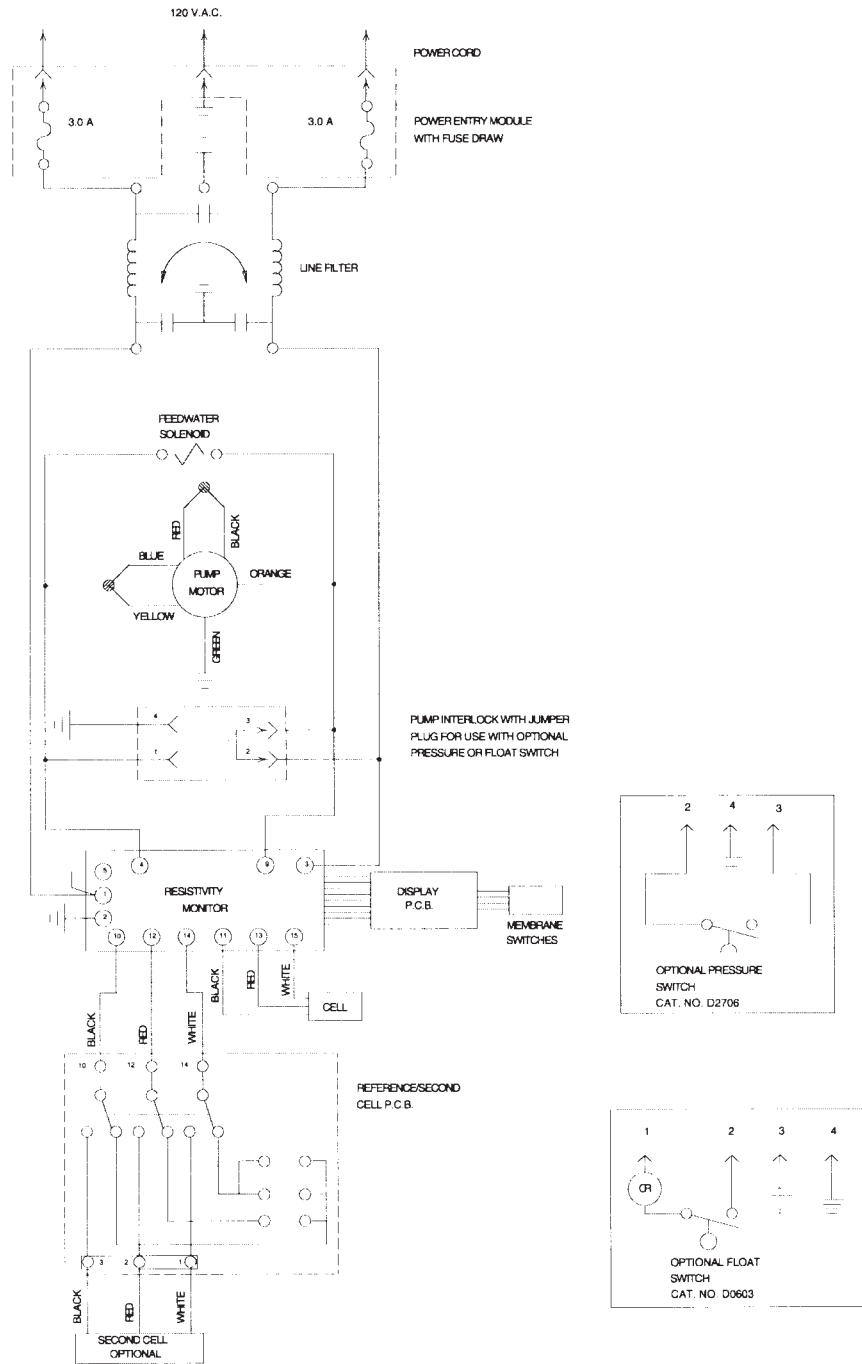 120 V.A.C.
POWER CORD
3.0 A
3.0 A
POWER ENTRY MODULE
WITH FUSE DRAW
LINE FILTER
FEEDWATER
SOLENOID
RED
BLACK
BLUE
PUMP
MOTOR
ORANGE
YELLOW
GREEN
4
3
1
2
PUMP INTERLOCK WITH JUMPER
PLUG FOR USE WITH OPTIONAL
PRESSURE OR FLOAT SWITCH
2 4 3
OPTIONAL PRESSURE
SWITCH
CAT. NO. D2706
5
4
9
3
1
2
RESISTIVITY
MONITOR
10 12 14 11 13 15
DISPLAY
P.C.B.
MEMBRANE
SWITCHES
BLACK
RED
WHITE
CELL
BLACK
RED
WHITE
10 12 14
REFERENCE/SECOND
CELL P.C.B.
3 2 1
BLACK
RED
WHITE
SECOND CELL
OPTIONAL
1 2 3 4
CR
OPTIONAL FLOAT
SWITCH
CAT. NO. D0603